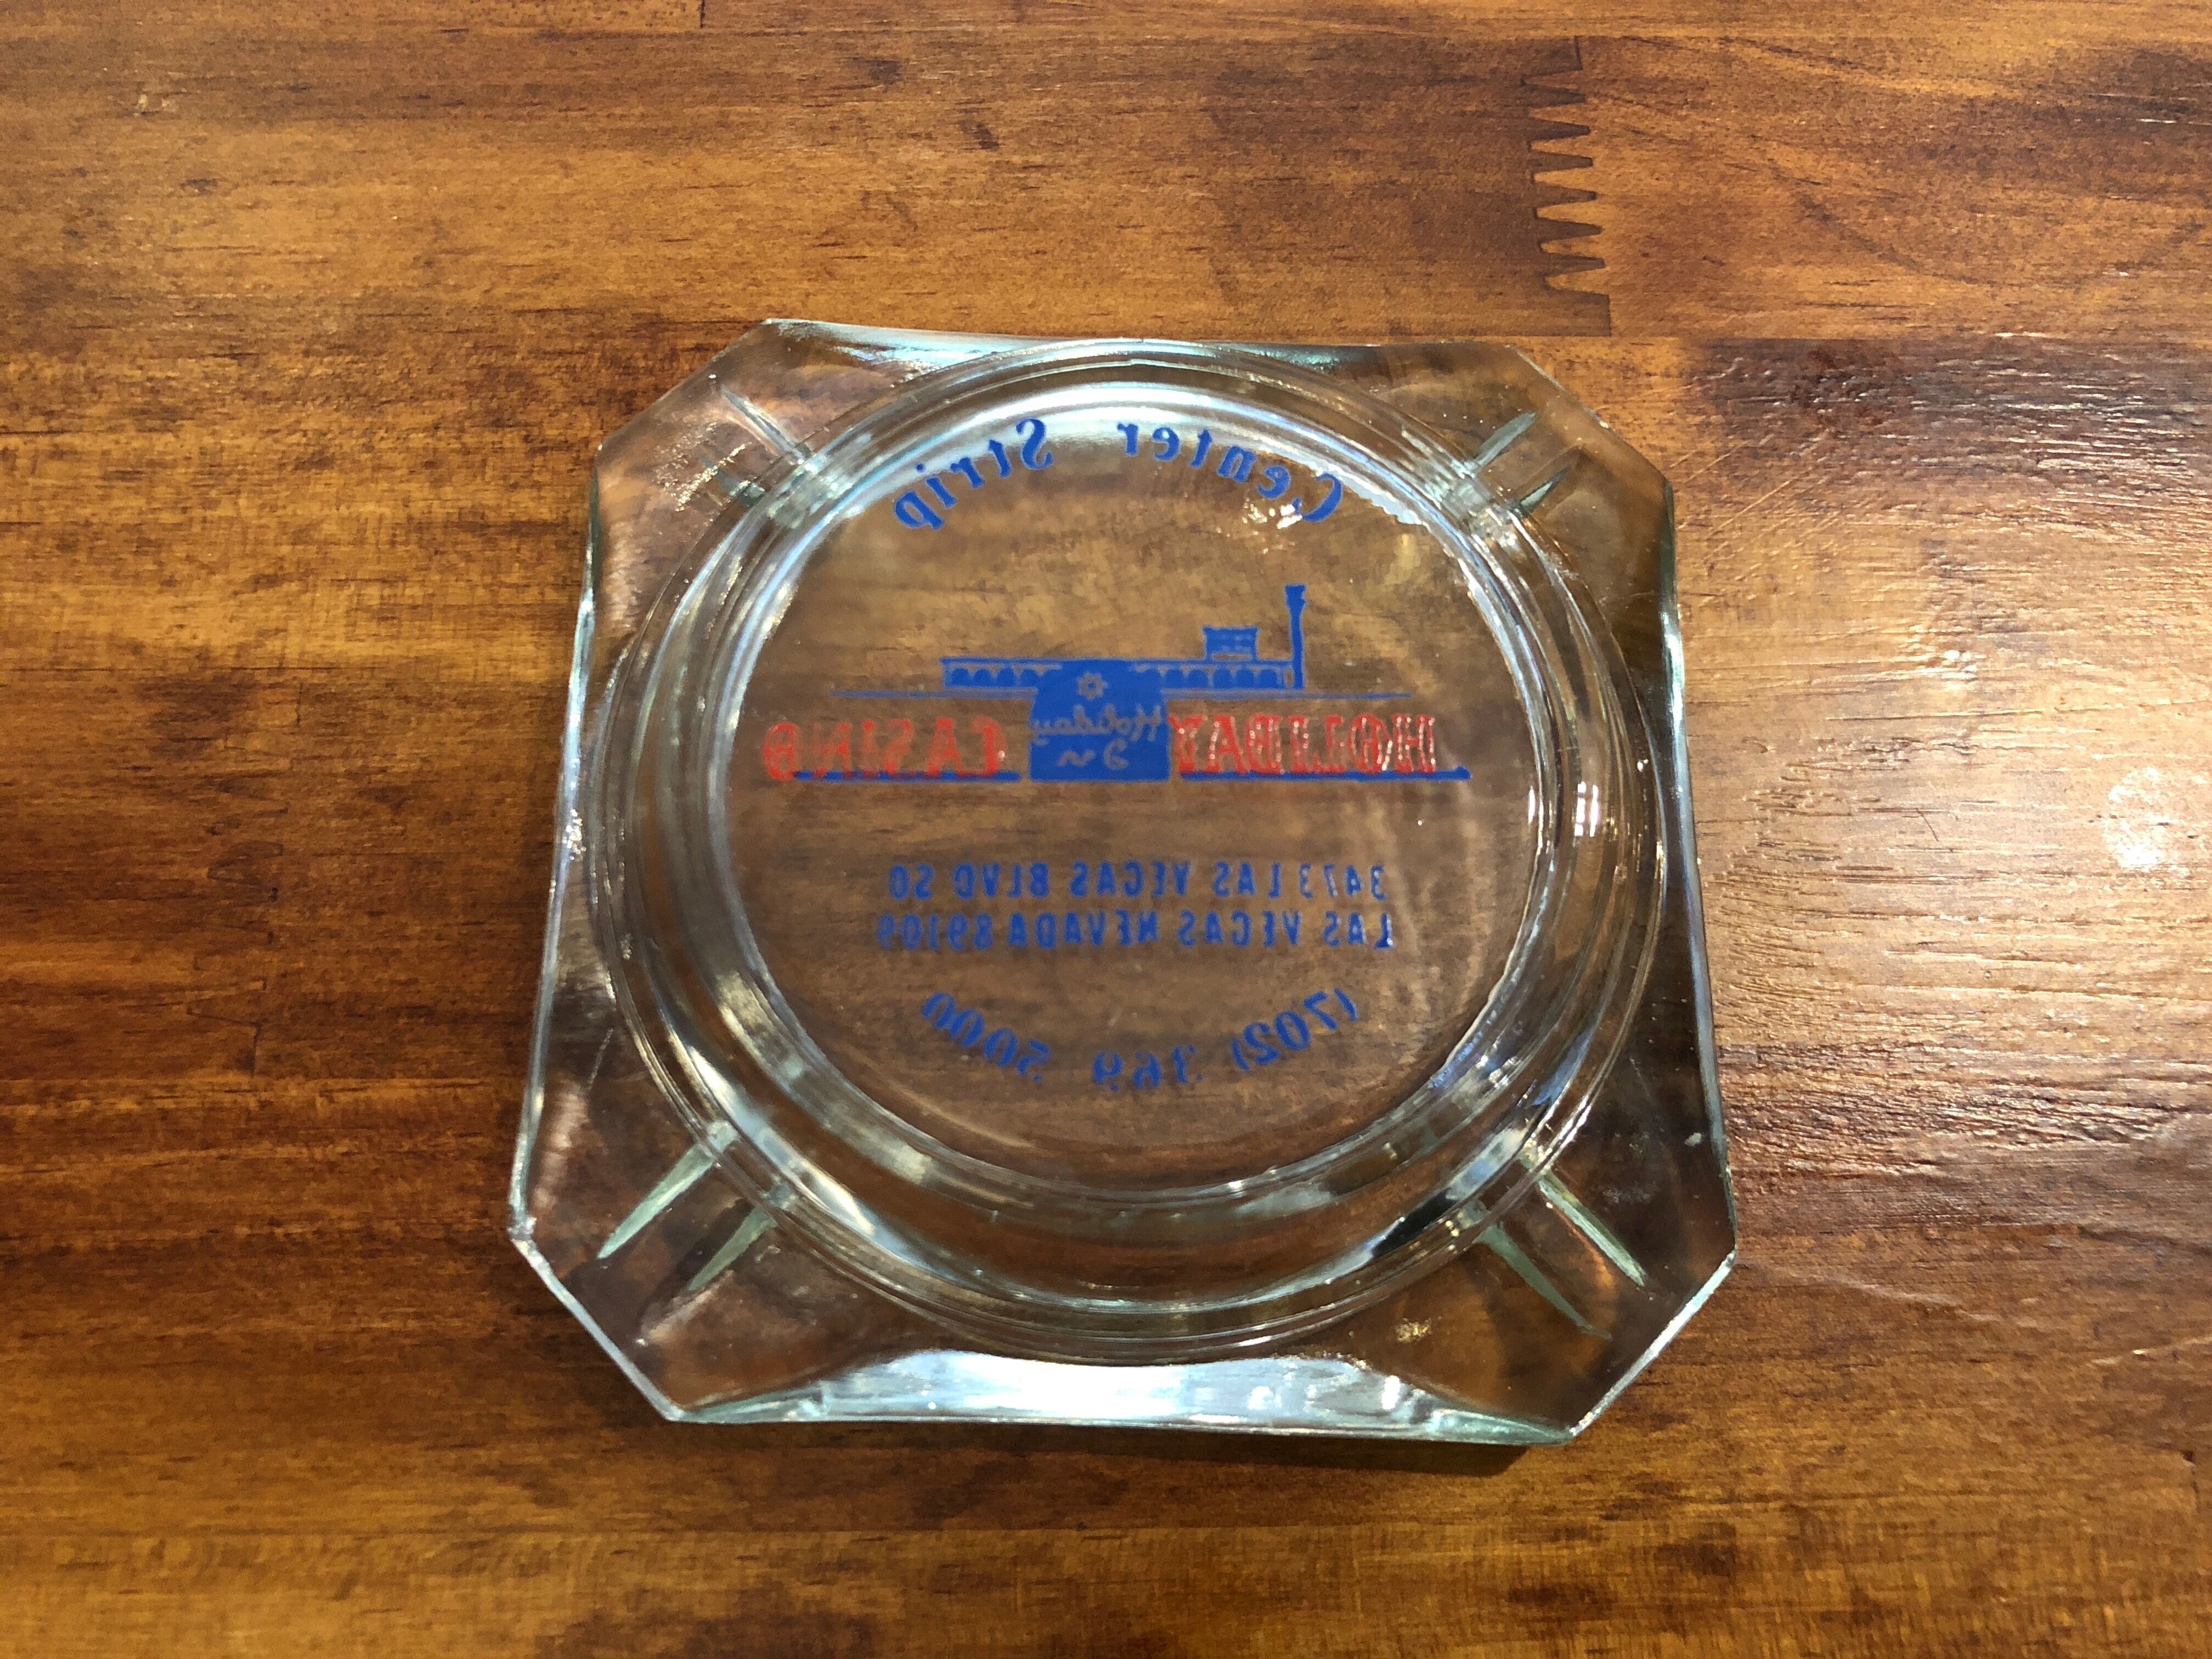 Center Strip
HOLIDAY Holiday Inn CASINO
3473 LAS VEGAS BLVD SO
LAS VEGAS NEVADA 89109
(702) 369 5000